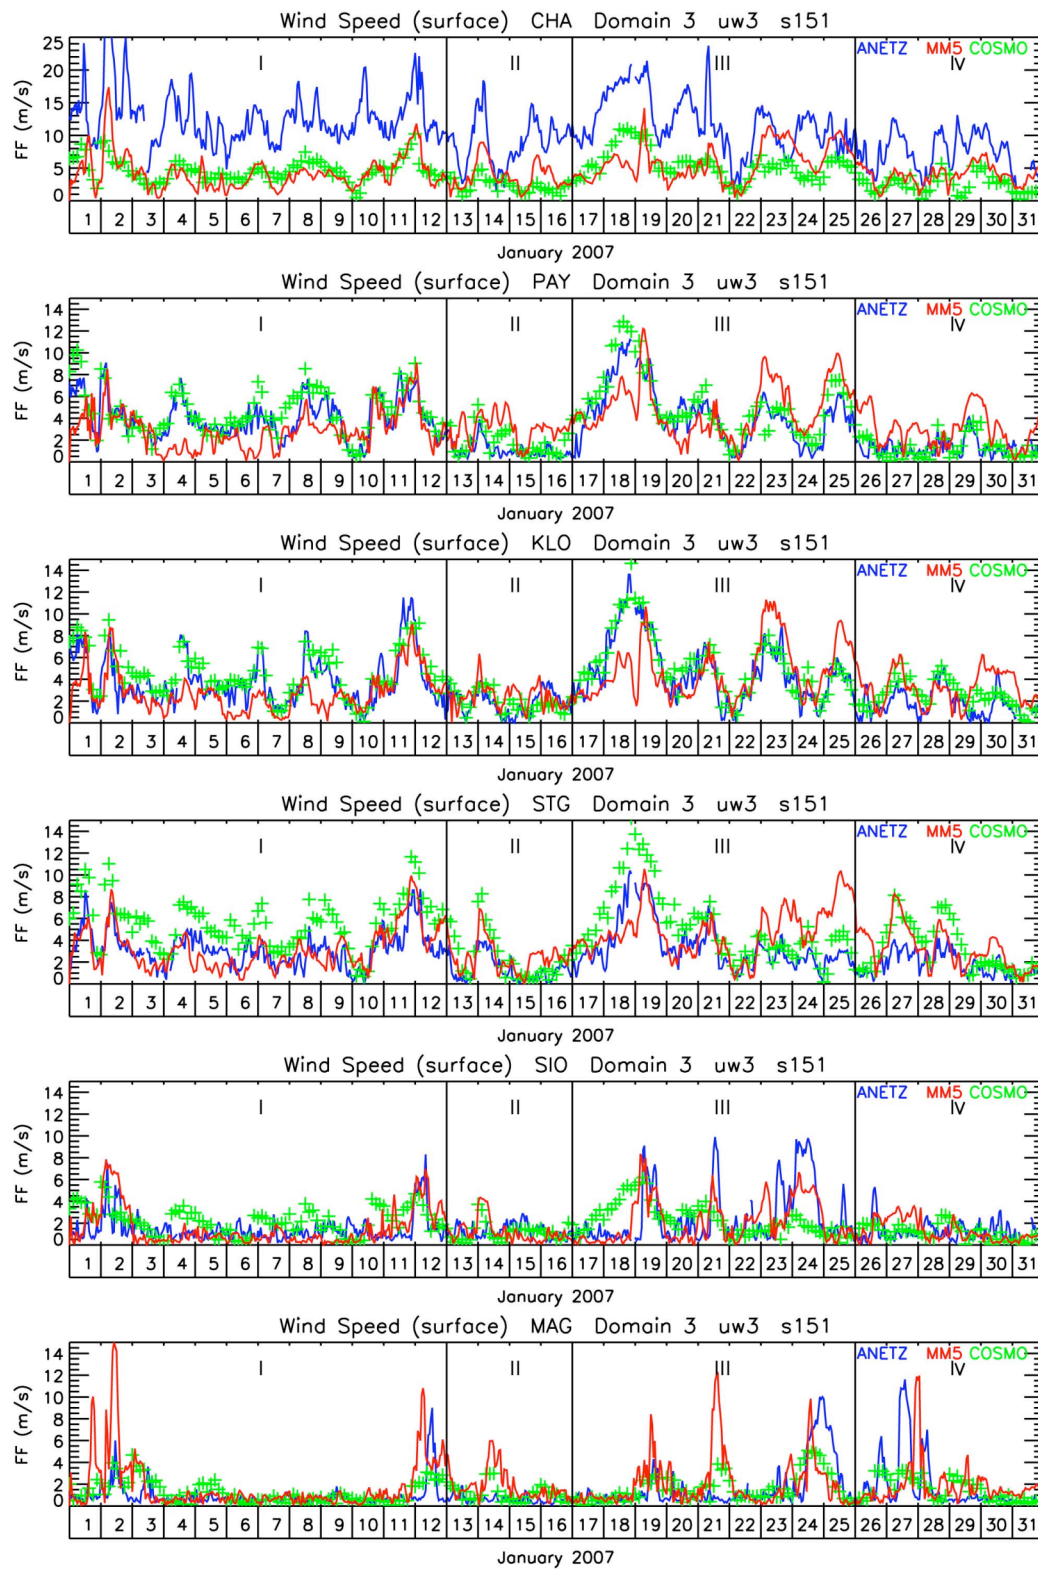 Wind Speed (surface) CHA Domain 3 uw3 s151
25
20
15
10
5
0
FF (m/s)
I II III IV
ANETZ MM5 COSMO
1 2 3 4 5 6 7 8 9 10 11 12 13 14 15 16 17 18 19 20 21 22 23 24 25 26 27 28 29 30 31
January 2007
Wind Speed (surface) PAY Domain 3 uw3 s151
14
12
10
8
6
4
2
0
FF (m/s)
I II III IV
ANETZ MM5 COSMO
1 2 3 4 5 6 7 8 9 10 11 12 13 14 15 16 17 18 19 20 21 22 23 24 25 26 27 28 29 30 31
January 2007
Wind Speed (surface) KLO Domain 3 uw3 s151
14
12
10
8
6
4
2
0
FF (m/s)
I II III IV
ANETZ MM5 COSMO
1 2 3 4 5 6 7 8 9 10 11 12 13 14 15 16 17 18 19 20 21 22 23 24 25 26 27 28 29 30 31
January 2007
Wind Speed (surface) STG Domain 3 uw3 s151
14
12
10
8
6
4
2
0
FF (m/s)
I II III IV
ANETZ MM5 COSMO
1 2 3 4 5 6 7 8 9 10 11 12 13 14 15 16 17 18 19 20 21 22 23 24 25 26 27 28 29 30 31
January 2007
Wind Speed (surface) SIO Domain 3 uw3 s151
14
12
10
8
6
4
2
0
FF (m/s)
I II III IV
ANETZ MM5 COSMO
1 2 3 4 5 6 7 8 9 10 11 12 13 14 15 16 17 18 19 20 21 22 23 24 25 26 27 28 29 30 31
January 2007
Wind Speed (surface) MAG Domain 3 uw3 s151
14
12
10
8
6
4
2
0
FF (m/s)
I II III IV
ANETZ MM5 COSMO
1 2 3 4 5 6 7 8 9 10 11 12 13 14 15 16 17 18 19 20 21 22 23 24 25 26 27 28 29 30 31
January 2007